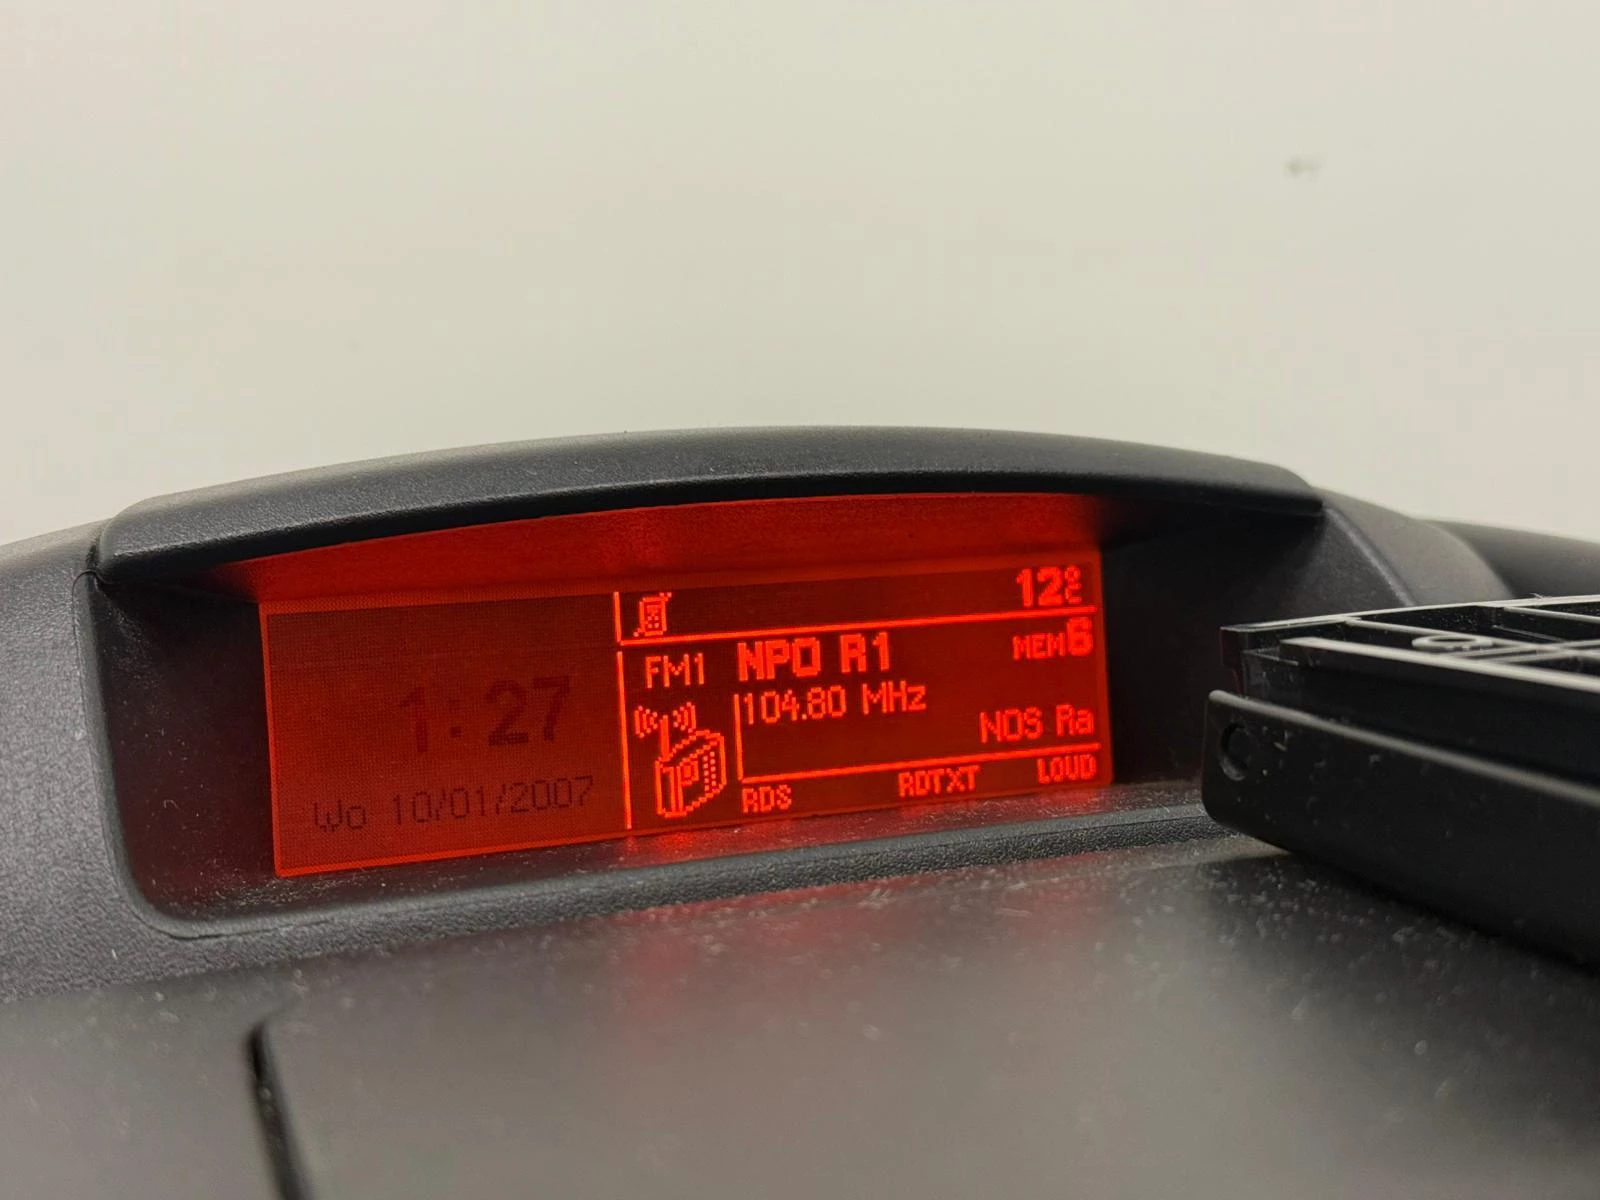 12°C
FM1 NPO R1 MEM6
104.80 MHz
1:27
NOS Ra
Wo 10/01/2007
RDS RDTXT LOUD